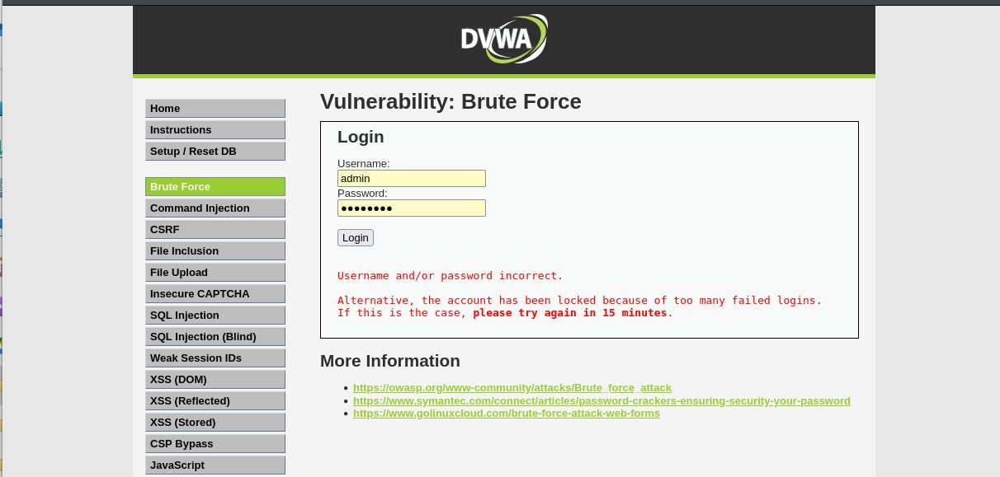 DVWA
Home
Instructions
Setup / Reset DB
Brute Force
Command Injection
CSRF
File Inclusion
File Upload
Insecure CAPTCHA
SQL Injection
SQL Injection (Blind)
Weak Session IDs
XSS (DOM)
XSS (Reflected)
XSS (Stored)
CSP Bypass
JavaScript
Vulnerability: Brute Force
Login
Username:
admin
Password:
●●●●●●●●
Login
Username and/or password incorrect.
Alternative, the account has been locked because of too many failed logins.
If this is the case, please try again in 15 minutes.
More Information
• https://owasp.org/www-community/attacks/Brute_force_attack
• https://www.symantec.com/connect/articles/password-crackers-ensuring-security-your-password
• https://www.golinuxcloud.com/brute-force-attack-web-forms